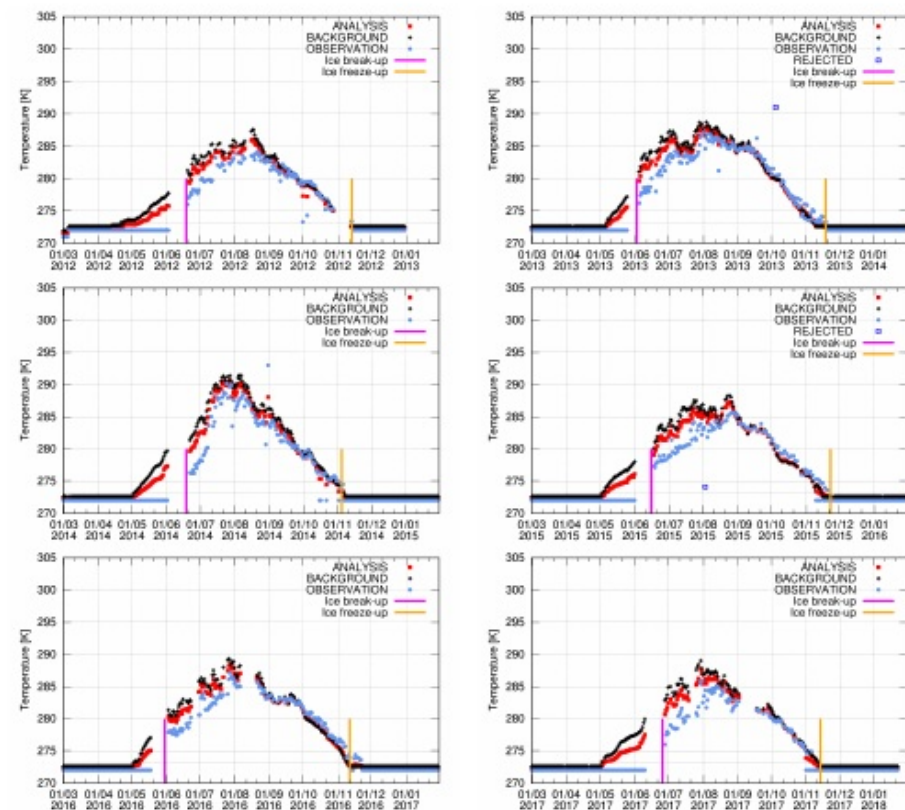 305
300
295
290
285
280
275
270
Temperature [K]
ANALYSIS
BACKGROUND
OBSERVATION
Ice break-up
Ice freeze-up
01/03 01/04 01/05 01/06 01/07 01/08 01/09 01/10 01/11 01/12 01/01
2012 2012 2012 2012 2012 2012 2012 2012 2012 2012 2013
305
300
295
290
285
280
275
270
Temperature [K]
ANALYSIS
BACKGROUND
OBSERVATION
REJECTED
Ice break-up
Ice freeze-up
01/03 01/04 01/05 01/06 01/07 01/08 01/09 01/10 01/11 01/12 01/01
2013 2013 2013 2013 2013 2013 2013 2013 2013 2013 2014
305
300
295
290
285
280
275
270
Temperature [K]
ANALYSIS
BACKGROUND
OBSERVATION
Ice break-up
Ice freeze-up
01/03 01/04 01/05 01/06 01/07 01/08 01/09 01/10 01/11 01/12 01/01
2014 2014 2014 2014 2014 2014 2014 2014 2014 2014 2015
305
300
295
290
285
280
275
270
Temperature [K]
ANALYSIS
BACKGROUND
OBSERVATION
REJECTED
Ice break-up
Ice freeze-up
01/03 01/04 01/05 01/06 01/07 01/08 01/09 01/10 01/11 01/12 01/01
2015 2015 2015 2015 2015 2015 2015 2015 2015 2015 2016
305
300
295
290
285
280
275
270
Temperature [K]
ANALYSIS
BACKGROUND
OBSERVATION
Ice break-up
Ice freeze-up
01/03 01/04 01/05 01/06 01/07 01/08 01/09 01/10 01/11 01/12 01/01
2016 2016 2016 2016 2016 2016 2016 2016 2016 2016 2017
305
300
295
290
285
280
275
270
Temperature [K]
ANALYSIS
BACKGROUND
OBSERVATION
Ice break-up
Ice freeze-up
01/03 01/04 01/05 01/06 01/07 01/08 01/09 01/10 01/11 01/12 01/01
2017 2017 2017 2017 2017 2017 2017 2017 2017 2017 2018